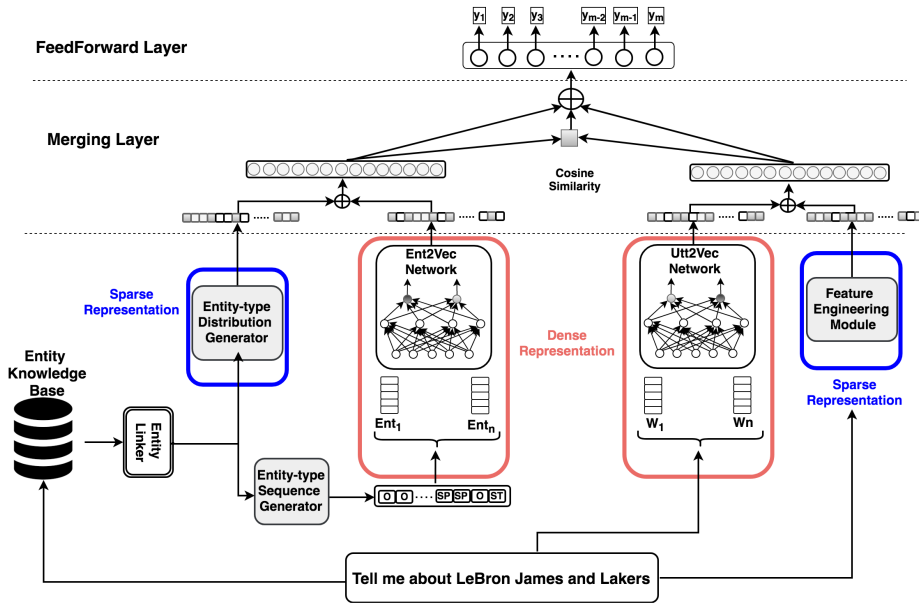 y1 y2 y3 ym-2 ym-1 ym
FeedForward Layer
....
Merging Layer
Cosine
Similarity
.....
.....
.....
.....
Sparse
Representation
Entity-type
Distribution
Generator
Ent2Vec
Network
Dense
Representation
Utt2Vec
Network
Feature
Engineering
Module
Sparse
Representation
Entity
Knowledge
Base
Entity
Linker
Ent1 Entn
W1 Wn
Entity-type
Sequence
Generator
O O ..... SP SP O ST
Tell me about LeBron James and Lakers